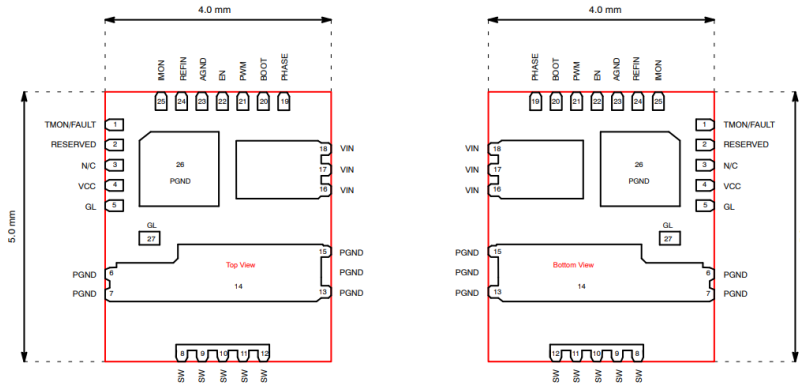 4.0 mm
4.0 mm
IMON
REFIN
AGND
EN
PWM
BOOT
PHASE
PHASE
BOOT
PWM
EN
AGND
REFIN
IMON
25 24 23 22 21 20 19
19 20 21 22 23 24 25
TMON/FAULT 1
RESERVED 2
N/C 3
VCC 4
GL 5
26
PGND
18 VIN
17 VIN
16 VIN
GL
27
5.0 mm
15 PGND
PGND
13 PGND
Top View
14
PGND 6
PGND 7
8 9 10 11 12
SW SW SW SW SW
VIN 18
VIN 17
VIN 16
26
PGND
1 TMON/FAULT
2 RESERVED
3 N/C
4 VCC
5 GL
GL
27
PGND 15
PGND
PGND 13
Bottom View
14
6 PGND
7 PGND
12 11 10 9 8
SW SW SW SW SW